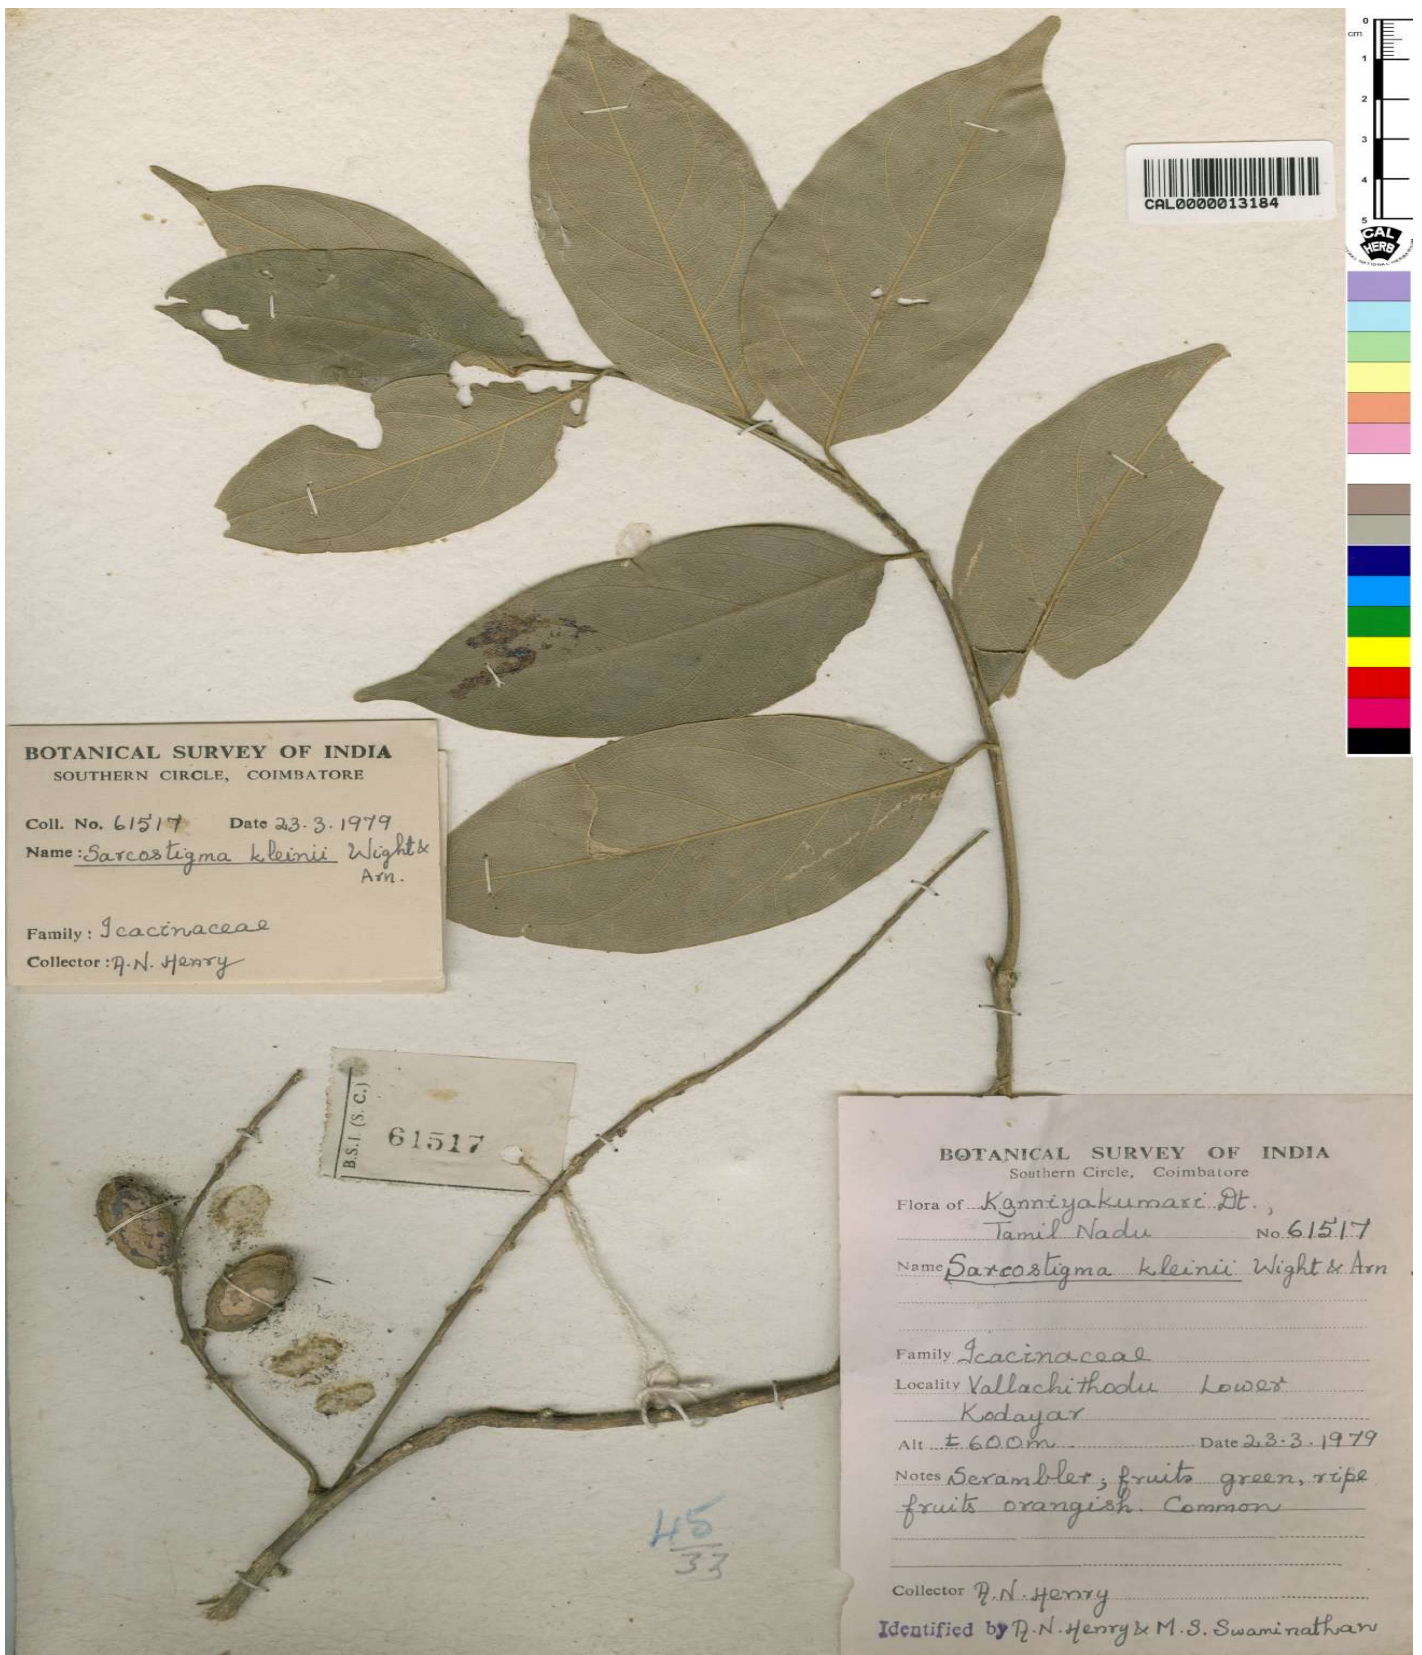 0
cm
1
2
3
4
5
CAL0000013184
CAL
HERB
BOTANICAL SURVEY OF INDIA
SOUTHERN CIRCLE, COIMBATORE
Coll. No. 61517 Date 23.3.1979
Name: Sarcostigma kleinii Wight &
Arn.
Family: Icacinaceae
Collector: A.N. Henry
B.S.I. (S. C.)
61517
BOTANICAL SURVEY OF INDIA
Southern Circle, Coimbatore
Flora of Kanniyakumari Dt.,
Tamil Nadu No. 61517
Name Sarcostigma kleinii Wight & Arn.
Family Icacinaceae
Locality Vallachithodu Lower
Kodayar
Alt ± 600m Date 23.3.1979
Notes Scrambler; fruits green, ripe
fruits orangish. Common
Collector A.N. Henry
Identified by A.N. Henry & M.S. Swaminathan
45
33